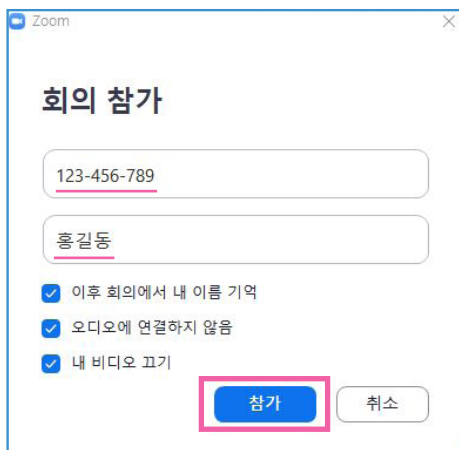 Zoom
회의 참가
123-456-789
홍길동
이후 회의에서 내 이름 기억
오디오에 연결하지 않음
내 비디오 끄기
참가 취소